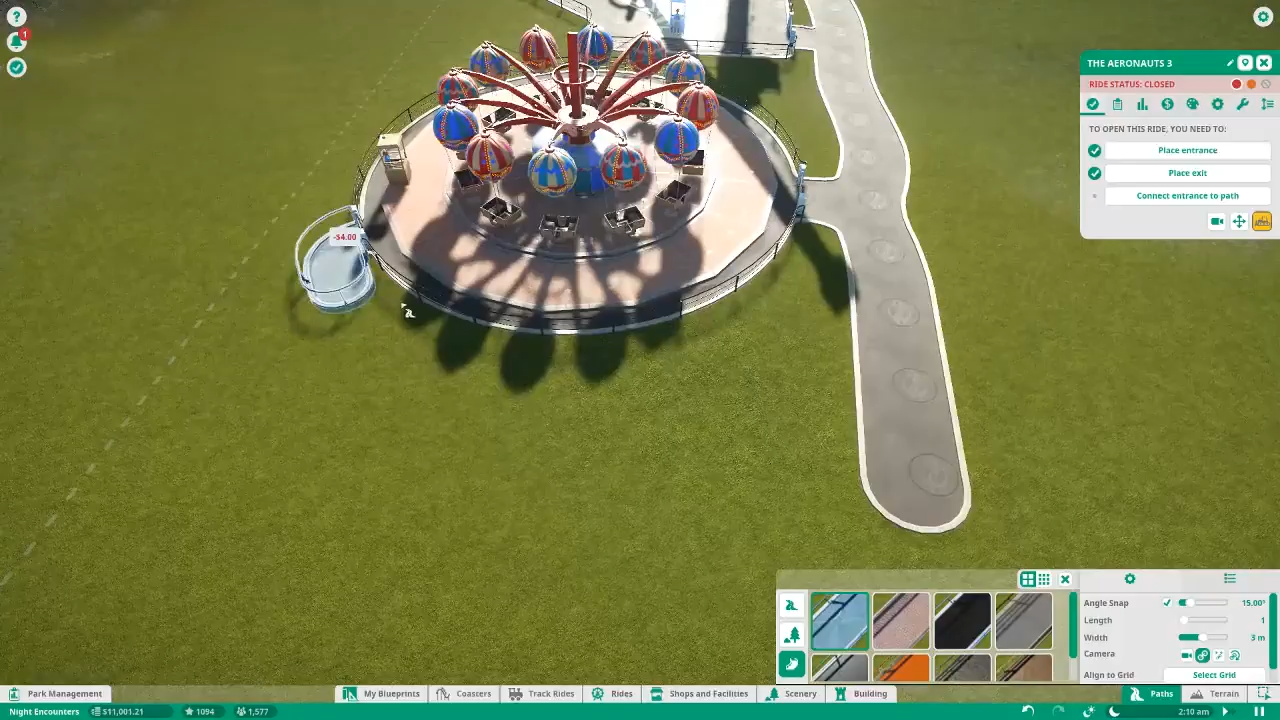 ?
1
THE AERONAUTS 3
RIDE STATUS: CLOSED
TO OPEN THIS RIDE, YOU NEED TO:
Place entrance
Place exit
Connect entrance to path
-$4.00
Angle Snap 15.00°
Length 1
Width 3 m
Camera
Align to Grid Select Grid
Park Management My Blueprints Coasters Track Rides Rides Shops and Facilities Scenery Building Paths Terrain
Night Encounters $11,001.21 1094 1,577 2:10 am